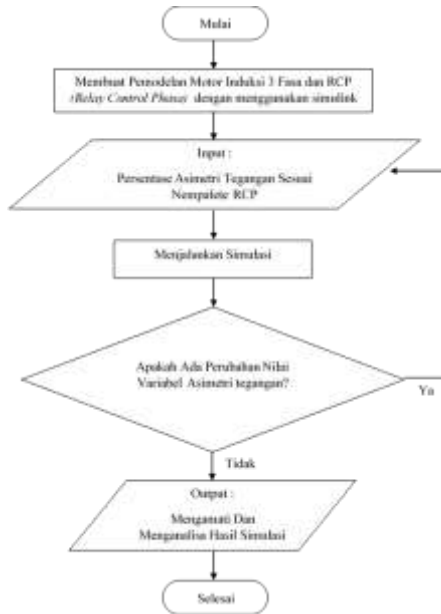 Mulai
Membuat Pemodelan Motor Induksi 3 Fasa dan RCP
(Relay Control Phasa) dengan menggunakan simulink
Input :
Persentase Asimetri Tegangan Sesuai
Nempalete RCP
Menjalankan Simulasi
Apakah Ada Perubahan Nilai
Variabel Asimetri tegangan?
Ya
Tidak
Output :
Mengamati Dan
Menganalisa Hasil Simulasi
Selesai